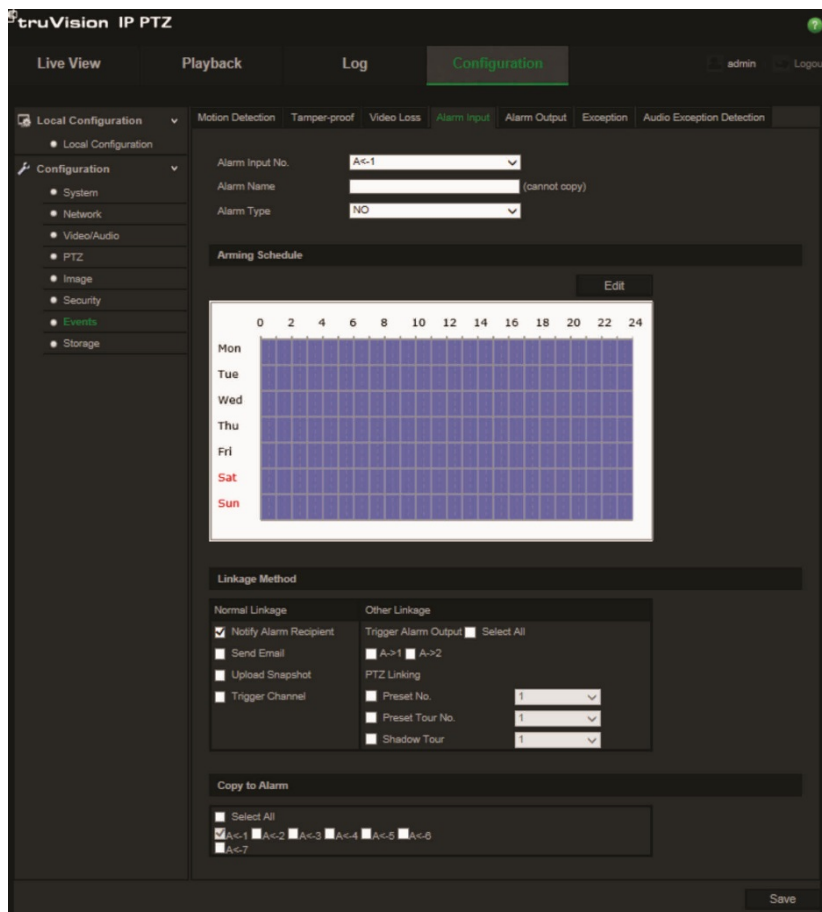 truVision IP PTZ
?
Live View Playback Log Configuration admin Logou
Local Configuration
Local Configuration
Configuration
System
Network
Video/Audio
PTZ
Image
Security
Events
Storage
Motion Detection Tamper-proof Video Loss Alarm Input Alarm Output Exception Audio Exception Detection
Alarm Input No. A<-1
Alarm Name (cannot copy)
Alarm Type NO
Arming Schedule
Edit
0 2 4 6 8 10 12 14 16 18 20 22 24
Mon
Tue
Wed
Thu
Fri
Sat
Sun
Linkage Method
Normal Linkage Other Linkage
Notify Alarm Recipient Trigger Alarm Output Select All
Send Email A->1 A->2
Upload Snapshot PTZ Linking
Trigger Channel Preset No. 1
Preset Tour No. 1
Shadow Tour 1
Copy to Alarm
Select All
A<-1 A<-2 A<-3 A<-4 A<-5 A<-6
A<-7
Save